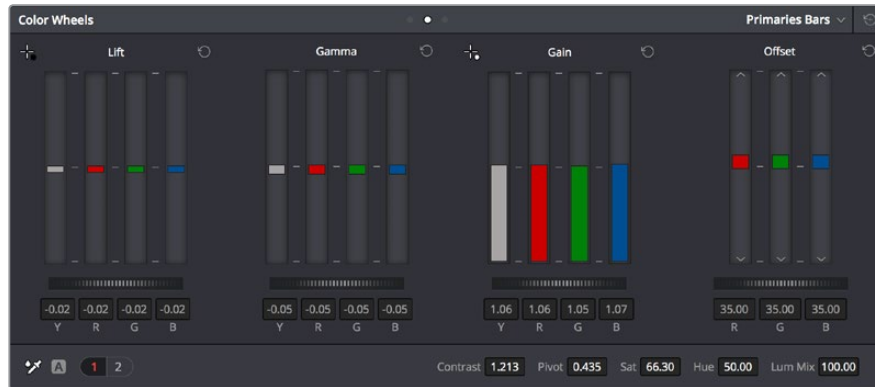 Color Wheels Primaries Bars
Lift Gamma Gain Offset
-0.02 -0.02 -0.02 -0.02 -0.05 -0.05 -0.05 -0.05 1.06 1.06 1.05 1.07 35.00 35.00 35.00
Y R G B Y R G B Y R G B R G B
A 1 2 Contrast 1.213 Pivot 0.435 Sat 66.30 Hue 50.00 Lum Mix 100.00